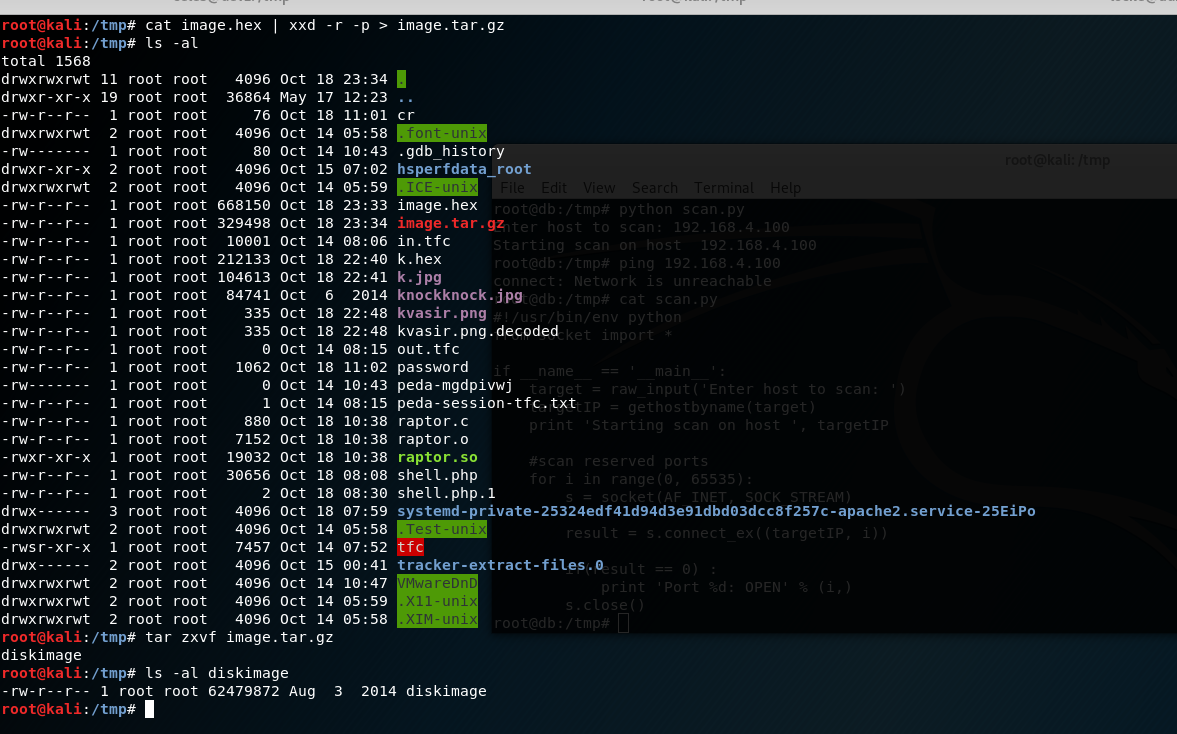 root@kali:/tmp# cat image.hex | xxd -r -p > image.tar.gz
root@kali:/tmp# ls -al
total 1568
drwxrwxrwt 11 root root   4096 Oct 18 23:34 .
drwxr-xr-x 19 root root  36864 May 17 12:23 ..
-rw-r--r--  1 root root     76 Oct 18 11:01 cr
drwxrwxrwt  2 root root   4096 Oct 14 05:58 .font-unix
-rw-------  1 root root     80 Oct 14 10:43 .gdb_history
drwxr-xr-x  2 root root   4096 Oct 15 07:02 hsperfdata_root
drwxrwxrwt  2 root root   4096 Oct 14 05:59 .ICE-unix
-rw-r--r--  1 root root 668150 Oct 18 23:33 image.hex
-rw-r--r--  1 root root 329498 Oct 18 23:34 image.tar.gz
-rw-r--r--  1 root root  10001 Oct 14 08:06 in.tfc
-rw-r--r--  1 root root 212133 Oct 18 22:40 k.hex
-rw-r--r--  1 root root 104613 Oct 18 22:41 k.jpg
-rw-r--r--  1 root root  84741 Oct  6  2014 knockknock.jpg
-rw-r--r--  1 root root    335 Oct 18 22:48 kvasir.png
-rw-r--r--  1 root root    335 Oct 18 22:48 kvasir.png.decoded
-rw-r--r--  1 root root      0 Oct 14 08:15 out.tfc
-rw-r--r--  1 root root   1062 Oct 18 11:02 password
-rw-------  1 root root      0 Oct 14 10:43 peda-mgdpivwj
-rw-r--r--  1 root root      1 Oct 14 08:15 peda-session-tfc.txt
-rw-r--r--  1 root root    880 Oct 18 10:38 raptor.c
-rw-r--r--  1 root root   7152 Oct 18 10:38 raptor.o
-rwxr-xr-x  1 root root  19032 Oct 18 10:38 raptor.so
-rw-r--r--  1 root root  30656 Oct 18 08:08 shell.php
-rw-r--r--  1 root root      2 Oct 18 08:30 shell.php.1
drwx------  3 root root   4096 Oct 18 07:59 systemd-private-25324edf41d94d3e91dbd03dcc8f257c-apache2.service-25EiPo
drwxrwxrwt  2 root root   4096 Oct 14 05:58 .Test-unix
-rwsr-xr-x  1 root root   7457 Oct 14 07:52 tfc
drwx------  2 root root   4096 Oct 15 00:41 tracker-extract-files.0
drwxrwxrwt  2 root root   4096 Oct 14 10:47 VMwareDnD
drwxrwxrwt  2 root root   4096 Oct 14 05:59 .X11-unix
drwxrwxrwt  2 root root   4096 Oct 14 05:58 .XIM-unix
root@kali:/tmp# tar zxvf image.tar.gz
diskimage
root@kali:/tmp# ls -al diskimage
-rw-r--r-- 1 root root 62479872 Aug  3  2014 diskimage
root@kali:/tmp#
root@kali: /tmp
File Edit View Search Terminal Help
root@db:/tmp# python scan.py
Enter host to scan: 192.168.4.100
Starting scan on host  192.168.4.100
root@db:/tmp# ping 192.168.4.100
connect: Network is unreachable
root@db:/tmp# cat scan.py
#!/usr/bin/env python
from socket import *
if __name__ == '__main__':
    target = raw_input('Enter host to scan: ')
    targetIP = gethostbyname(target)
    print 'Starting scan on host ', targetIP
    #scan reserved ports
    for i in range(0, 65535):
        s = socket(AF_INET, SOCK_STREAM)
        result = s.connect_ex((targetIP, i))
        if(result == 0) :
            print 'Port %d: OPEN' % (i,)
        s.close()
root@db:/tmp#